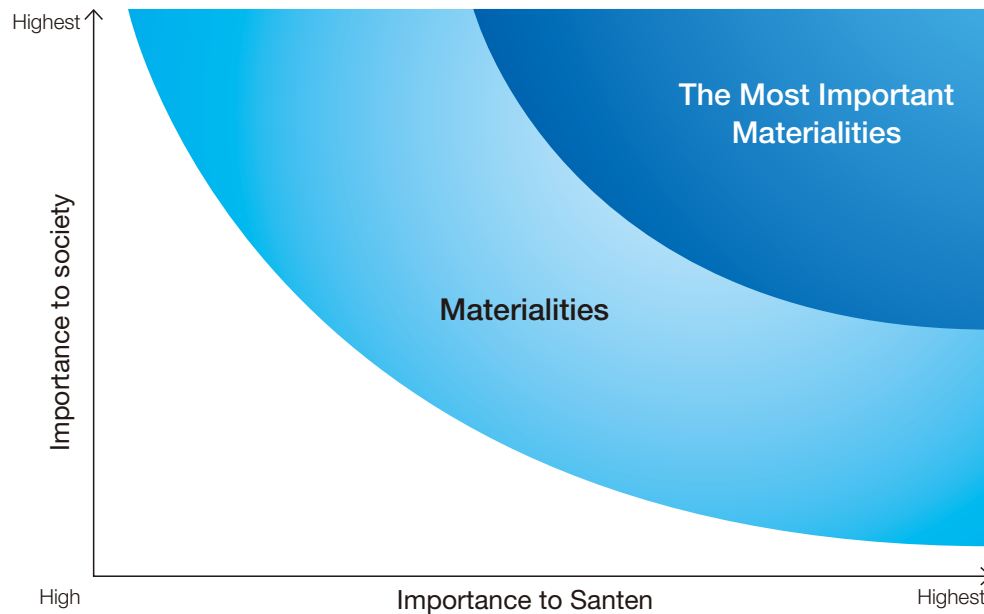 Highest
The Most Important
Materialities
Importance to society
Materialities
High
Importance to Santen
Highest